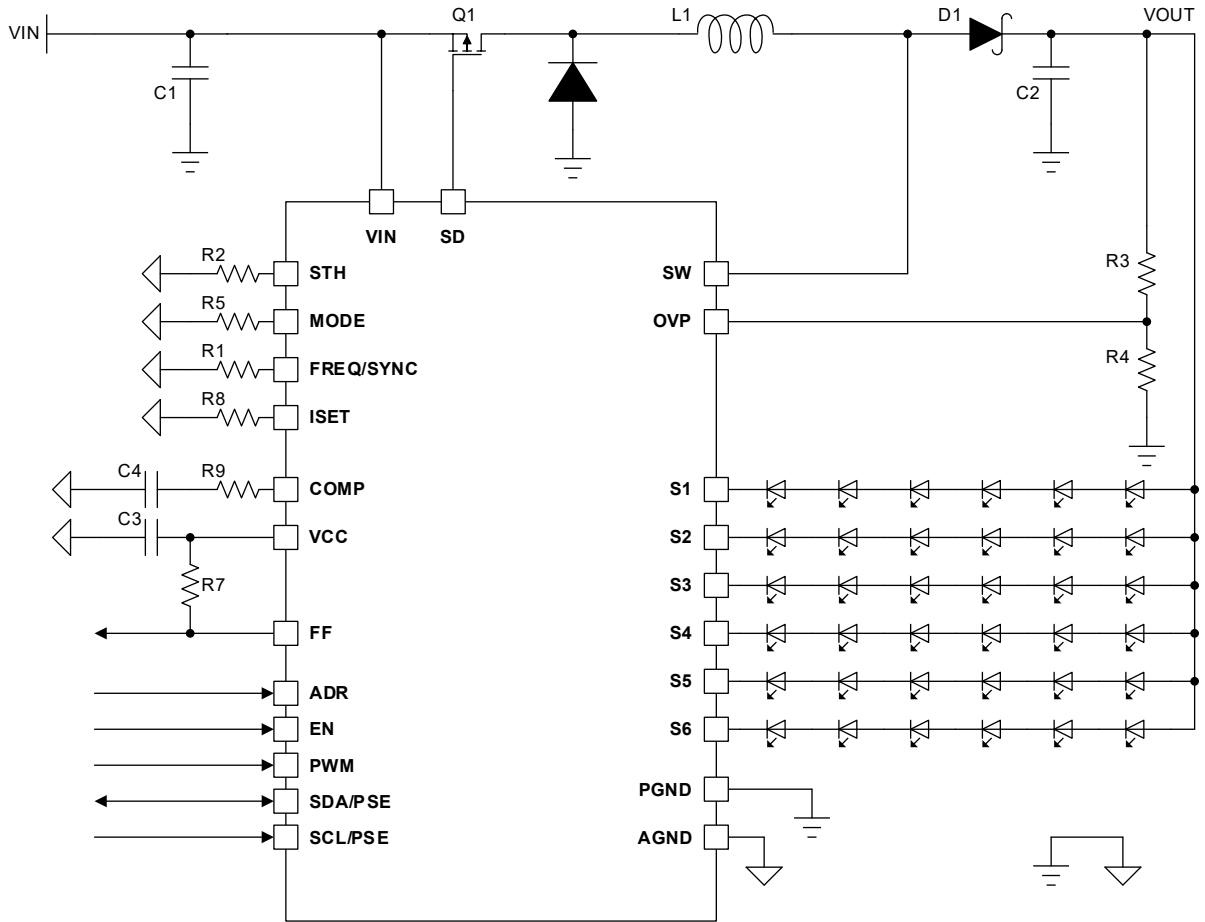 Q1 L1 D1 VOUT
VIN
C1 C2
VIN SD
R2 STH SW R3
R5 MODE OVP
R1 FREQ/SYNC R4
R8 ISET
C4 R9 COMP S1
C3 VCC S2
R7 S3
FF S4
ADR S5
EN S6
PWM
SDA/PSE PGND
SCL/PSE AGND